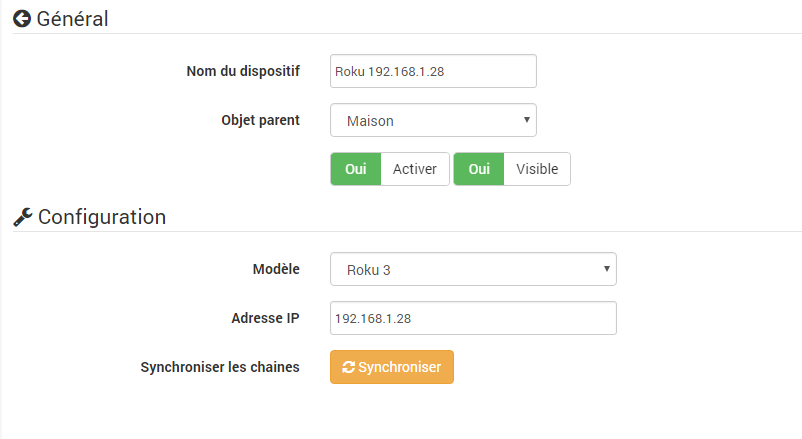 Général
Nom du dispositif Roku 192.168.1.28
Objet parent Maison
Oui Activer Oui Visible
Configuration
Modèle Roku 3
Adresse IP 192.168.1.28
Synchroniser les chaines Synchroniser